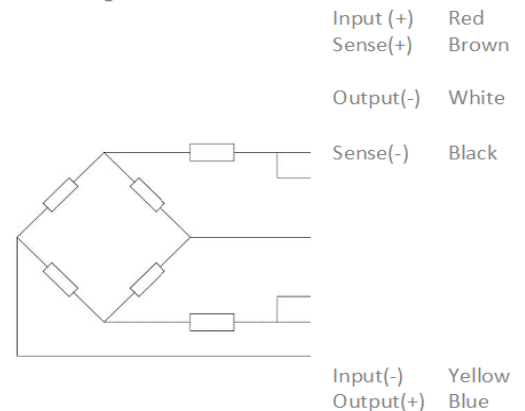 Input (+) Red
Sense(+) Brown
Output(-) White
Sense(-) Black
Input(-) Yellow
Output(+) Blue